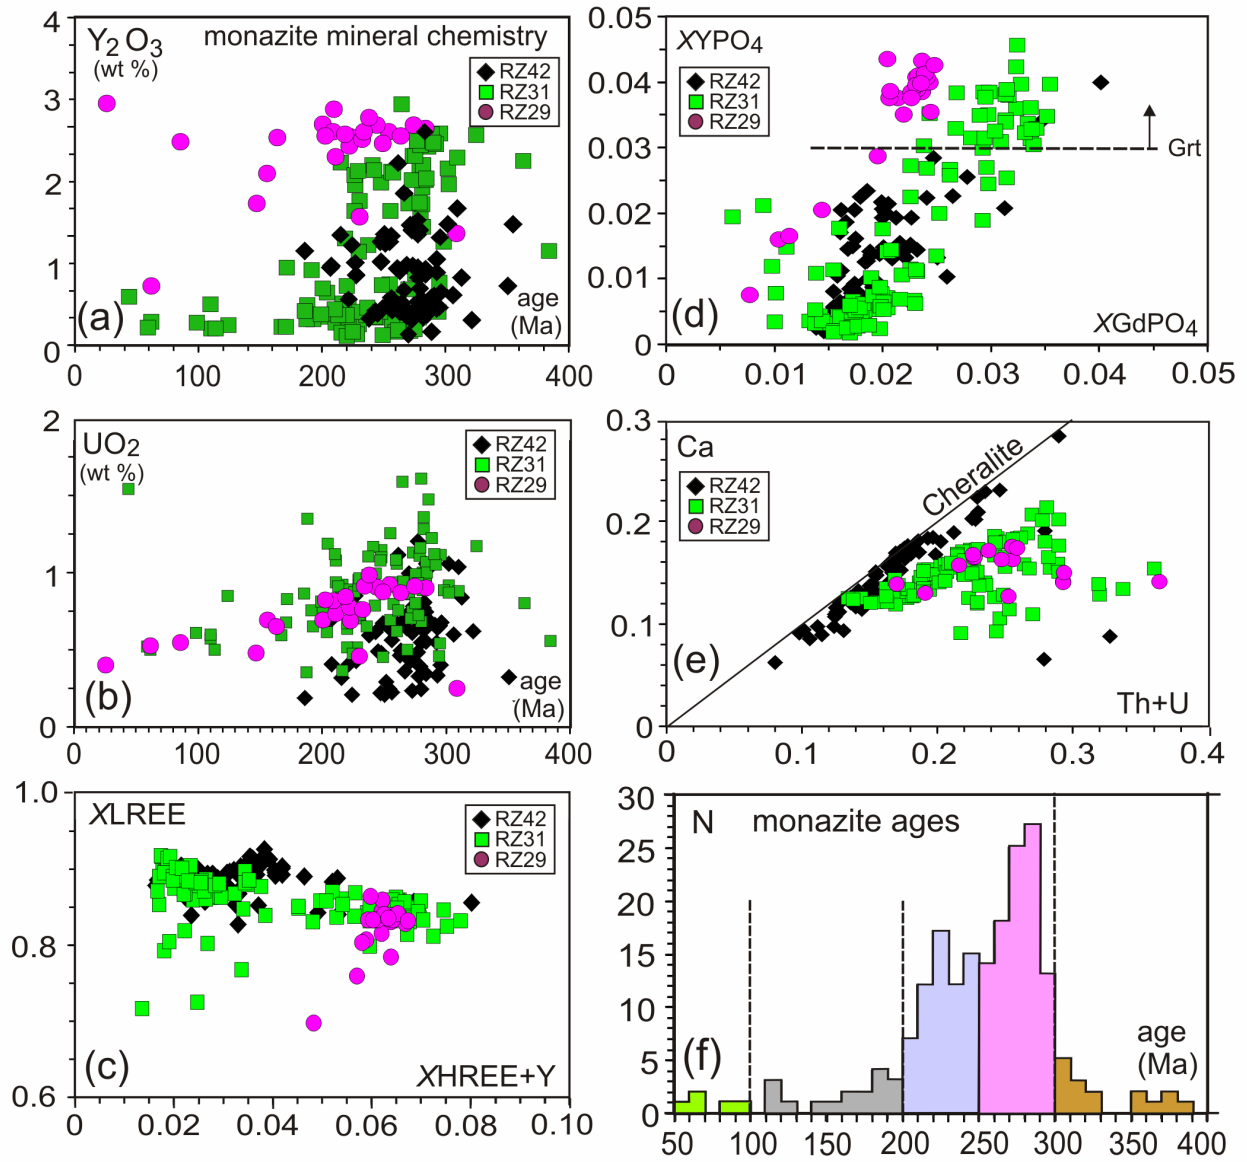 Y2O3
(wt %)
monazite mineral chemistry
RZ42
RZ31
RZ29
(a)
age
(Ma)
4
3
2
1
0
0 100 200 300 400
XYPO4
RZ42
RZ31
RZ29
Grt
(d)
XGdPO4
0.05
0.04
0.03
0.02
0.01
0
0 0.01 0.02 0.03 0.04 0.05
UO2
(wt %)
RZ42
RZ31
RZ29
(b)
age
(Ma)
2
1
0
0 100 200 300 400
Ca
RZ42
RZ31
RZ29
Cheralite
(e)
Th+U
0.3
0.2
0.1
0
0 0.1 0.2 0.3 0.4
XLREE
RZ42
RZ31
RZ29
(c)
XHREE+Y
1.0
0.8
0.6
0 0.02 0.04 0.06 0.08 0.10
N monazite ages
(f)
age
(Ma)
30
25
20
15
10
5
0
50 100 150 200 250 300 350 400